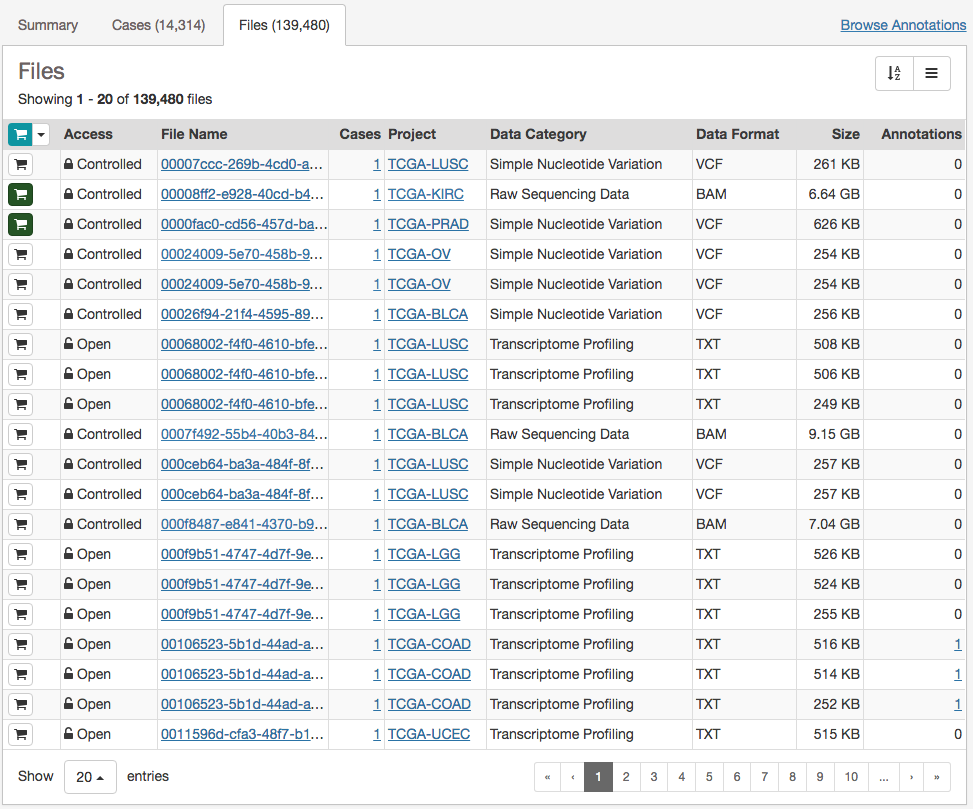 Summary Cases (14,314) Files (139,480) Browse Annotations
Files
Showing 1 - 20 of 139,480 files
Access File Name Cases Project Data Category Data Format Size Annotations
Controlled 00007ccc-269b-4cd0-a... 1 TCGA-LUSC Simple Nucleotide Variation VCF 261 KB 0
Controlled 00008ff2-e928-40cd-b4... 1 TCGA-KIRC Raw Sequencing Data BAM 6.64 GB 0
Controlled 0000fac0-cd56-457d-ba... 1 TCGA-PRAD Simple Nucleotide Variation VCF 626 KB 0
Controlled 00024009-5e70-458b-9... 1 TCGA-OV Simple Nucleotide Variation VCF 254 KB 0
Controlled 00024009-5e70-458b-9... 1 TCGA-OV Simple Nucleotide Variation VCF 254 KB 0
Controlled 00026f94-21f4-4595-89... 1 TCGA-BLCA Simple Nucleotide Variation VCF 256 KB 0
Open 00068002-f4f0-4610-bfe... 1 TCGA-LUSC Transcriptome Profiling TXT 508 KB 0
Open 00068002-f4f0-4610-bfe... 1 TCGA-LUSC Transcriptome Profiling TXT 506 KB 0
Open 00068002-f4f0-4610-bfe... 1 TCGA-LUSC Transcriptome Profiling TXT 249 KB 0
Controlled 0007f492-55b4-40b3-84... 1 TCGA-BLCA Raw Sequencing Data BAM 9.15 GB 0
Controlled 000ceb64-ba3a-484f-8f... 1 TCGA-LUSC Simple Nucleotide Variation VCF 257 KB 0
Controlled 000ceb64-ba3a-484f-8f... 1 TCGA-LUSC Simple Nucleotide Variation VCF 257 KB 0
Controlled 000f8487-e841-4370-b9... 1 TCGA-BLCA Raw Sequencing Data BAM 7.04 GB 0
Open 000f9b51-4747-4d7f-9e... 1 TCGA-LGG Transcriptome Profiling TXT 526 KB 0
Open 000f9b51-4747-4d7f-9e... 1 TCGA-LGG Transcriptome Profiling TXT 524 KB 0
Open 000f9b51-4747-4d7f-9e... 1 TCGA-LGG Transcriptome Profiling TXT 255 KB 0
Open 00106523-5b1d-44ad-a... 1 TCGA-COAD Transcriptome Profiling TXT 516 KB 1
Open 00106523-5b1d-44ad-a... 1 TCGA-COAD Transcriptome Profiling TXT 514 KB 1
Open 00106523-5b1d-44ad-a... 1 TCGA-COAD Transcriptome Profiling TXT 252 KB 1
Open 0011596d-cfa3-48f7-b1... 1 TCGA-UCEC Transcriptome Profiling TXT 515 KB 0
Show 20 entries « ‹ 1 2 3 4 5 6 7 8 9 10 ... › »